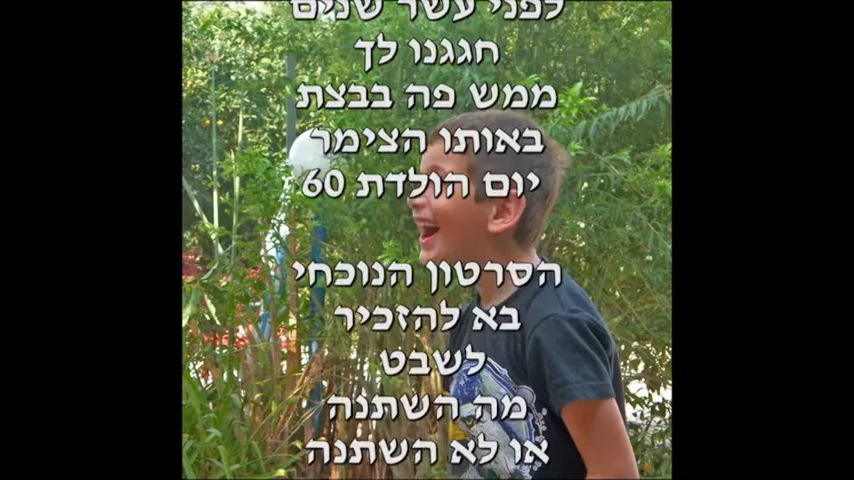 לפני עשר שנים
חגגנו לך
ממש פה בבצת
באותו הצימר
יום הולדת 60
הסרטון הנוכחי
בא להזכיר
לשבט
מה השתנה
או לא השתנה